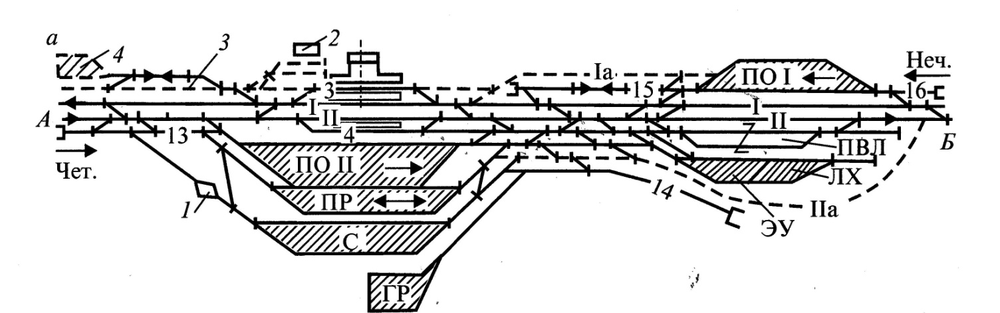 а
4
3
2
Iа
ПО I
Неч.
15
16
3
I
I
А
II
II
13
4
ПВЛ
Б
Чет.
ПО II
ЛХ
ПР
14
IIа
1
ЭУ
С
ГР